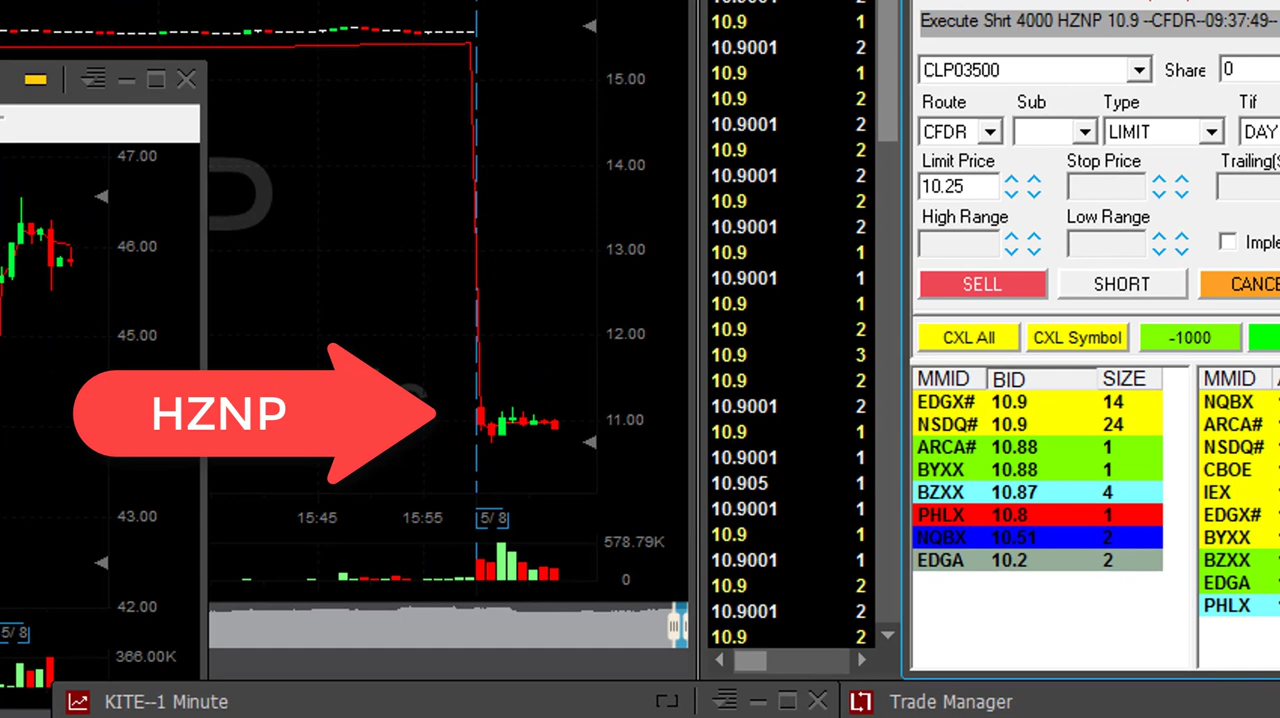 47.00
46.00
45.00
43.00
42.00
5/ 8
366.00K
HZNP
15.00
14.00
13.00
12.00
11.00
15:45
15:55
5/ 8
578.79K
0
10.9 1
10.9001 2
10.9 1
10.9 2
10.9001 2
10.9 2
10.9001 2
10.9 2
10.9001 2
10.9 1
10.9001 1
10.9 1
10.9 2
10.9 3
10.9 2
10.9001 2
10.9 1
10.9001 1
10.905 1
10.9001 1
10.9 1
10.9001 1
10.9 2
10.9001 2
10.9 2
Execute Shrt 4000 HZNP 10.9 --CFDR--09:37:49--
CLP03500 Share 0
Route Sub Type Tif
CFDR LIMIT DAY
Limit Price Stop Price Trailing(S
10.25
High Range Low Range
Imple
SELL SHORT CANCE
CXL All CXL Symbol -1000
MMID BID SIZE
EDGX# 10.9 14
NSDQ# 10.9 24
ARCA# 10.88 1
BYXX 10.88 1
BZXX 10.87 4
PHLX 10.8 1
NQBX 10.51 2
EDGA 10.2 2
MMID
NQBX
ARCA#
NSDQ#
CBOE
IEX
EDGX#
BYXX
BZXX
EDGA
PHLX
KITE--1 Minute
Trade Manager